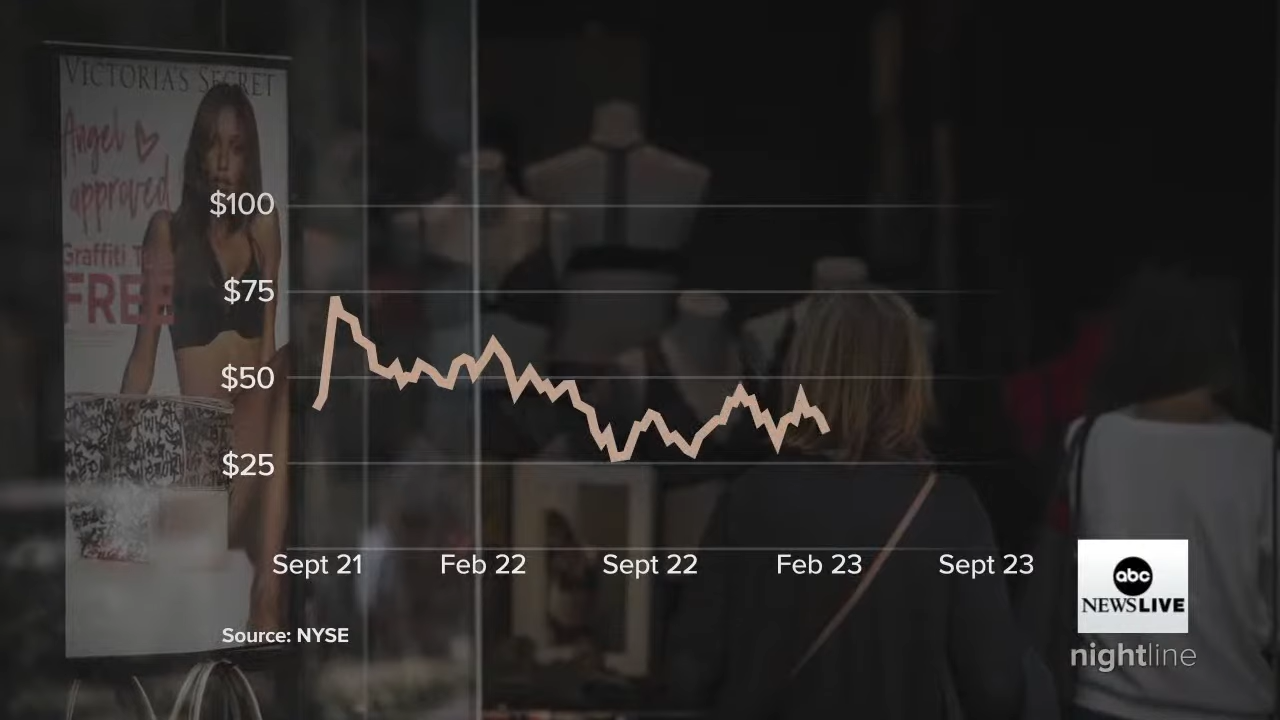 VICTORIA'S SECRET
Angel
approved
Graffiti T
FREE
$100
$75
$50
$25
Sept 21
Feb 22
Sept 22
Feb 23
Sept 23
Source: NYSE
abc
NEWSLIVE
nightline